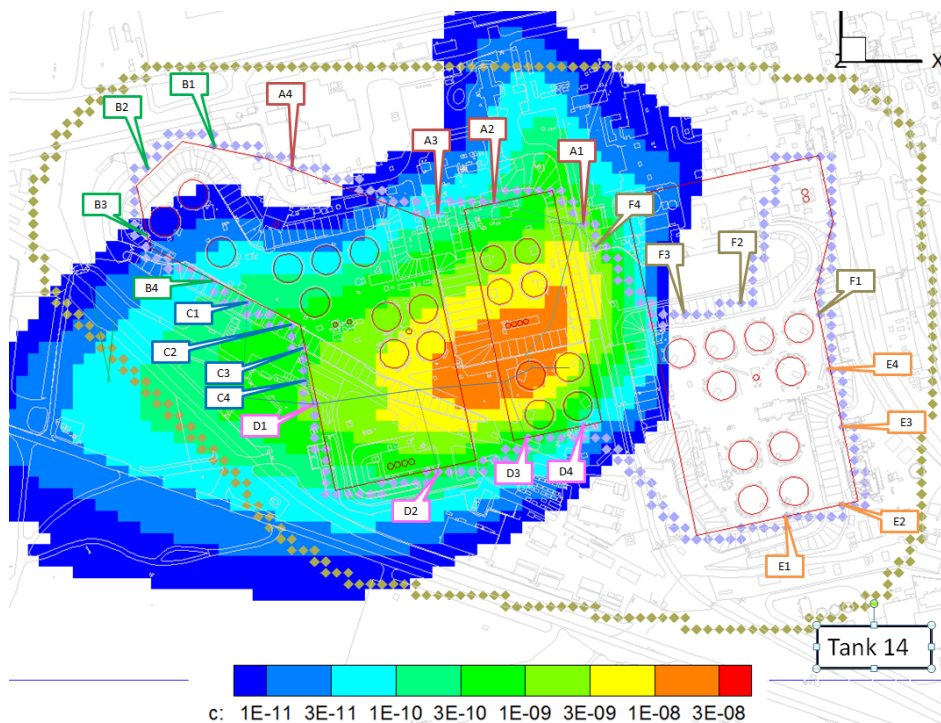 Z X
B1
B2
A4
A3
A2
A1
F4
B3
F3
F2
F1
B4
C1
C2
C3
C4
E4
D1
E3
D3
D4
D2
E2
E1
Tank 14
c: 1E-11 3E-11 1E-10 3E-10 1E-09 3E-09 1E-08 3E-08